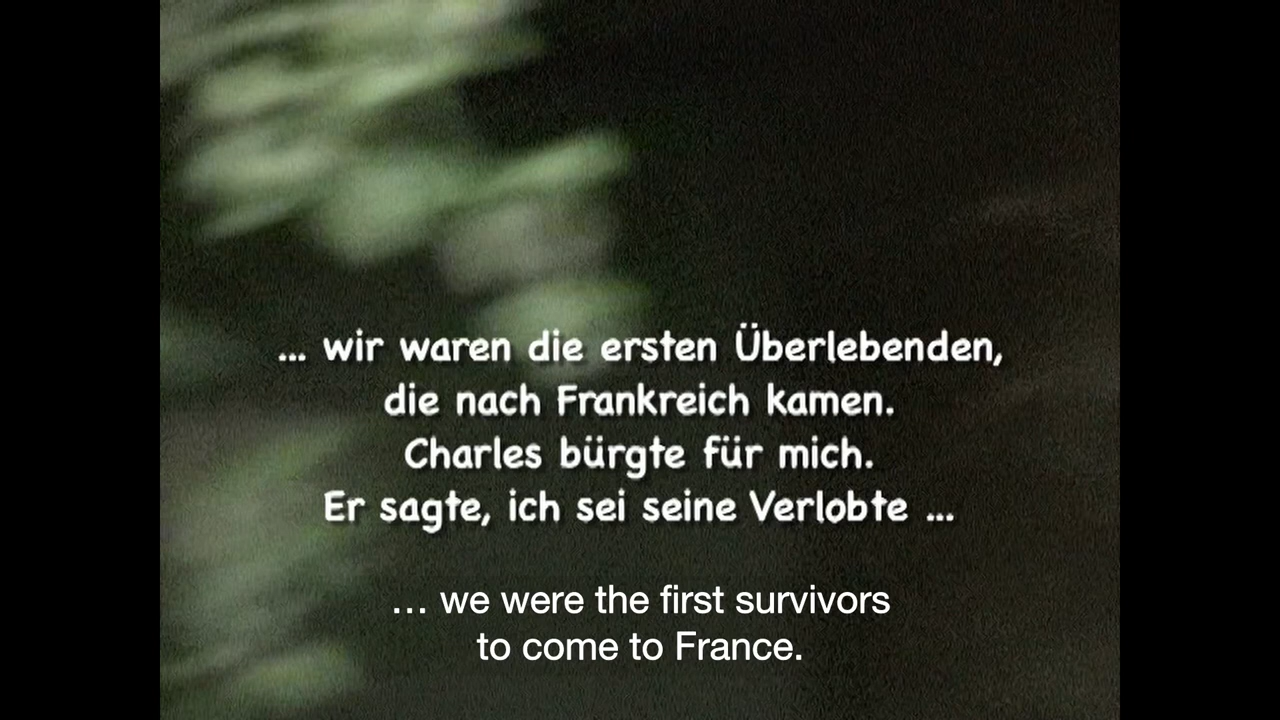 ... wir waren die ersten Überlebenden,
die nach Frankreich kamen.
Charles bürgte für mich.
Er sagte, ich sei seine Verlobte ...
… we were the first survivors
to come to France.